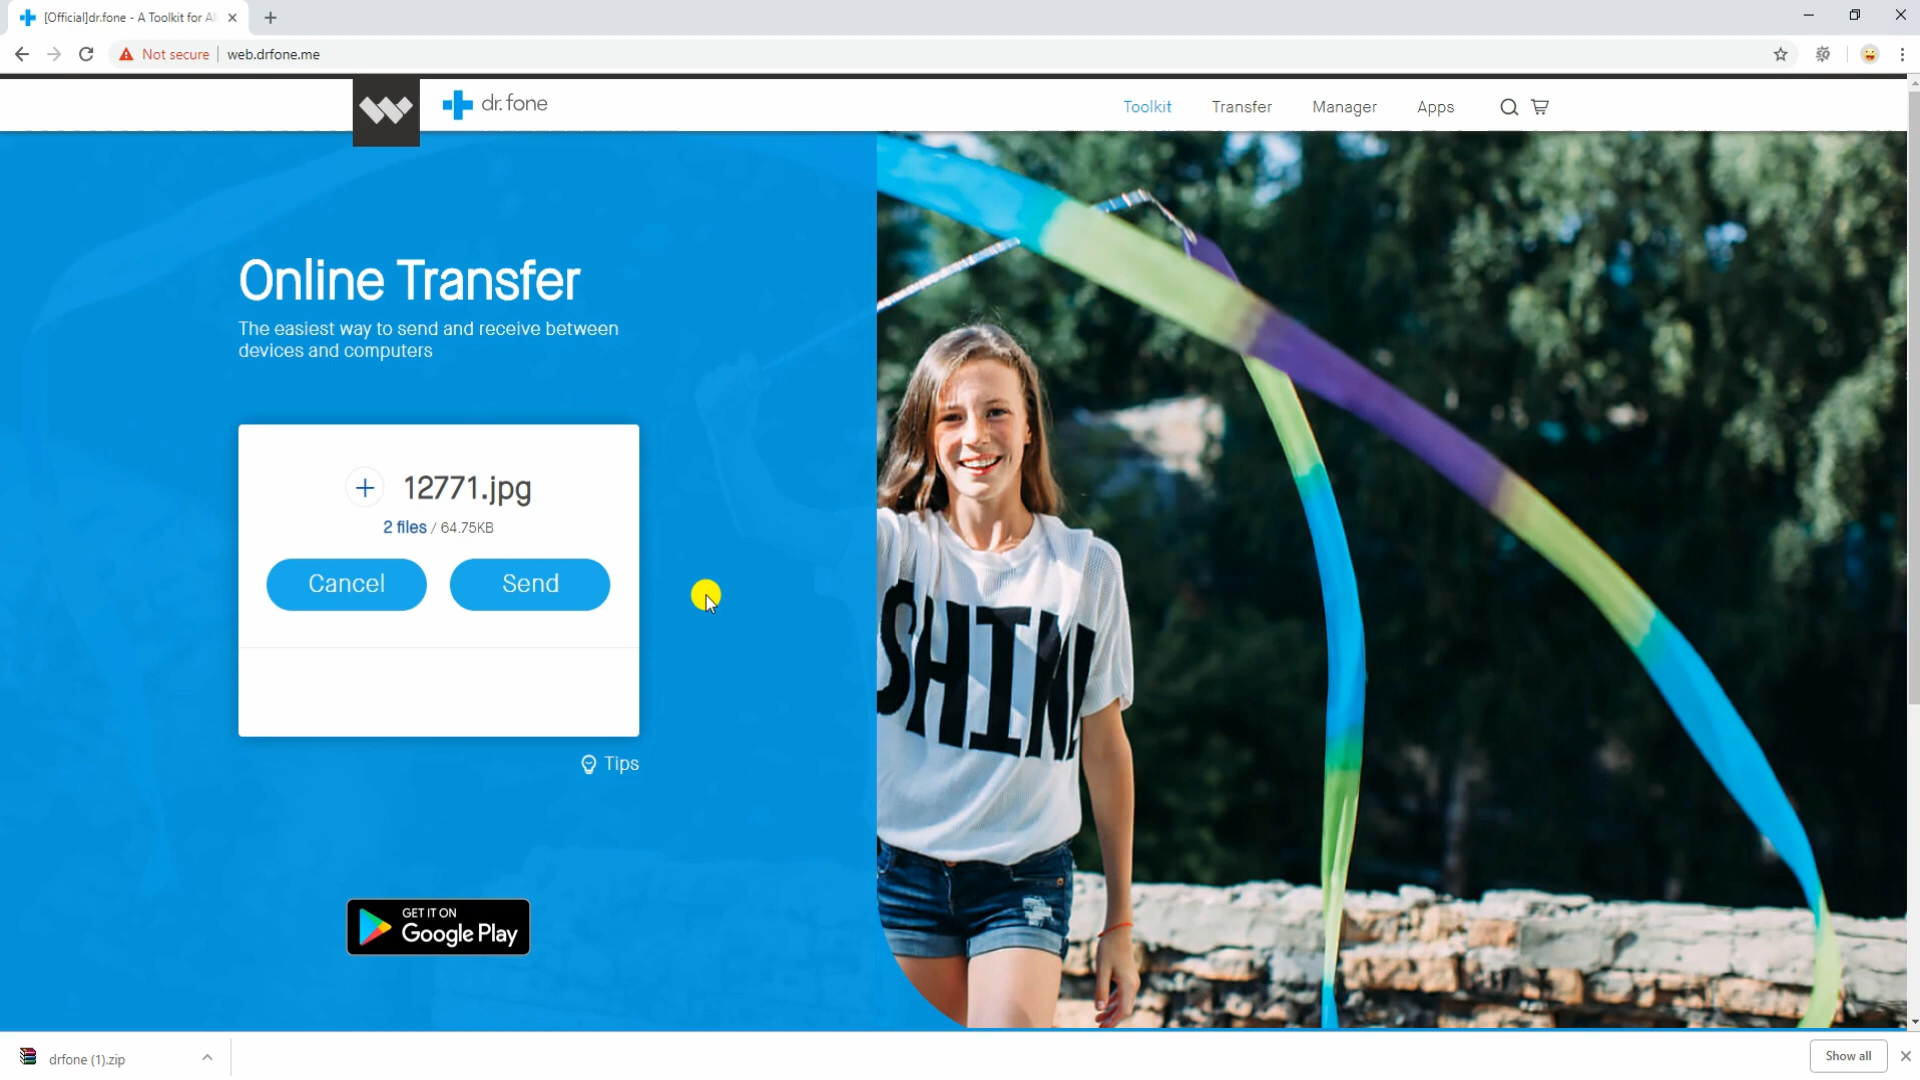 [Official]dr.fone - A Toolkit for Al
Not secure
web.drfone.me
dr.fone
Toolkit
Transfer
Manager
Apps
Online Transfer
The easiest way to send and receive between
devices and computers
12771.jpg
2 files / 64.75KB
Cancel
Send
Tips
GET IT ON
Google Play
SHIN
drfone (1).zip
Show all